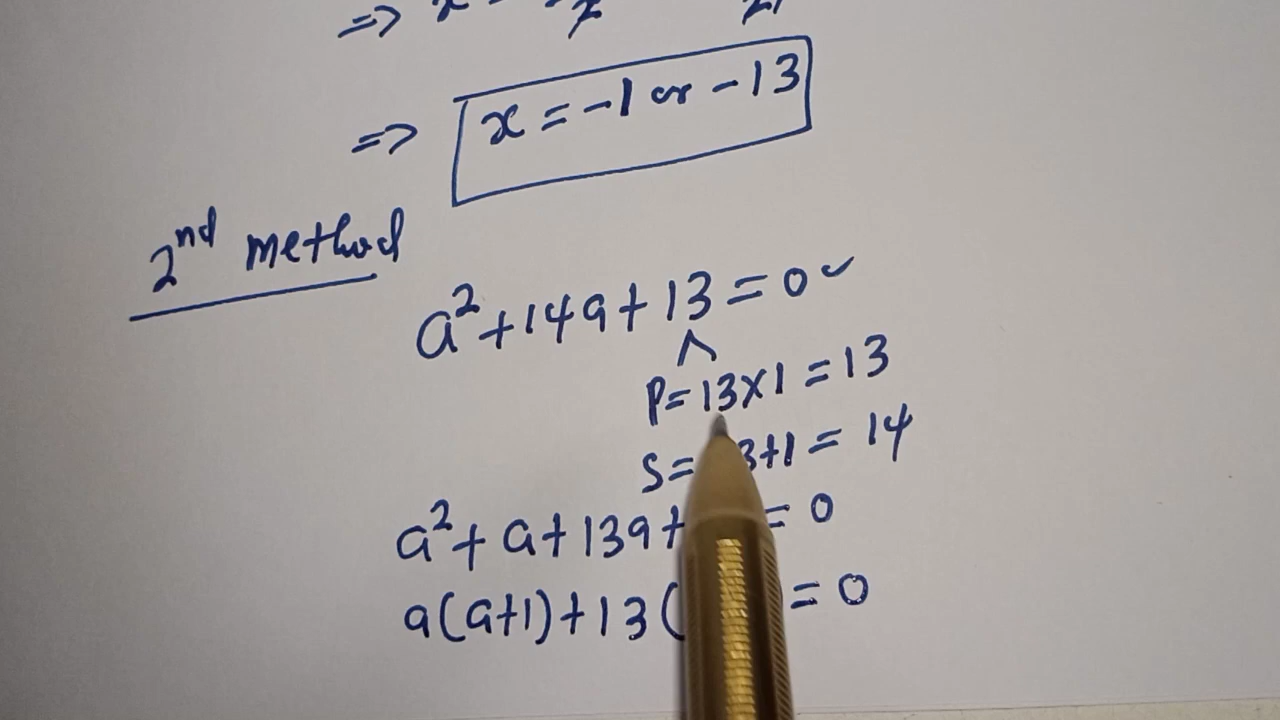 => x =
=> x = -1 or -13
2nd method
a² + 14a + 13 = 0 ✓
P = 13 × 1 = 13
S = 3 + 1 = 14
a² + a + 13a + = 0
a(a+1) + 13( = 0